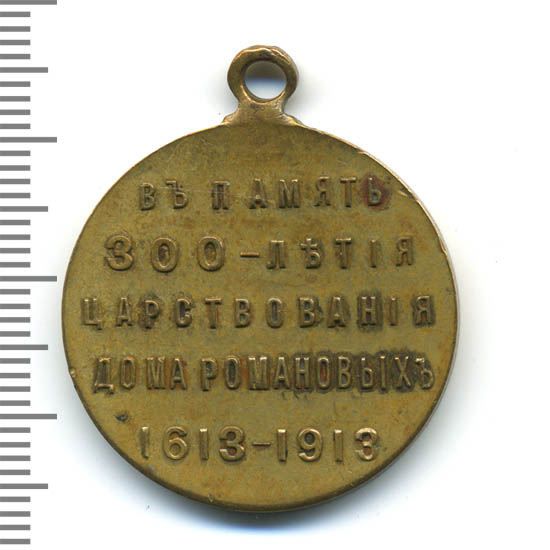 ВЪ ПАМЯТЬ
300-ЛѢТІЯ
ЦАРСТВОВАНІЯ
ДОМА РОМАНОВЫХЪ
1613-1913